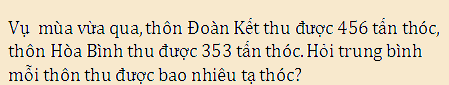 Vụ mùa vừa qua, thôn Đoàn Kết thu được 456 tấn thóc,
thôn Hòa Bình thu được 353 tấn thóc. Hỏi trung bình
mỗi thôn thu được bao nhiêu tạ thóc?